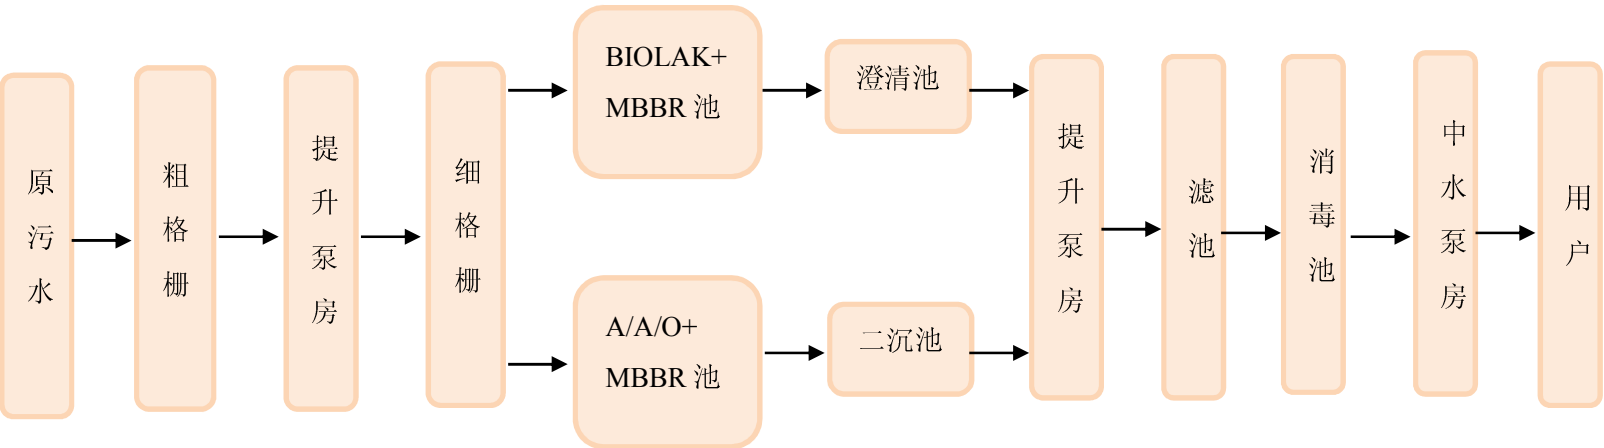 原污水
粗格栅
提升泵房
细格栅
BIOLAK+
MBBR 池
澄清池
A/A/O+
MBBR 池
二沉池
提升泵房
滤池
消毒池
中水泵房
用户